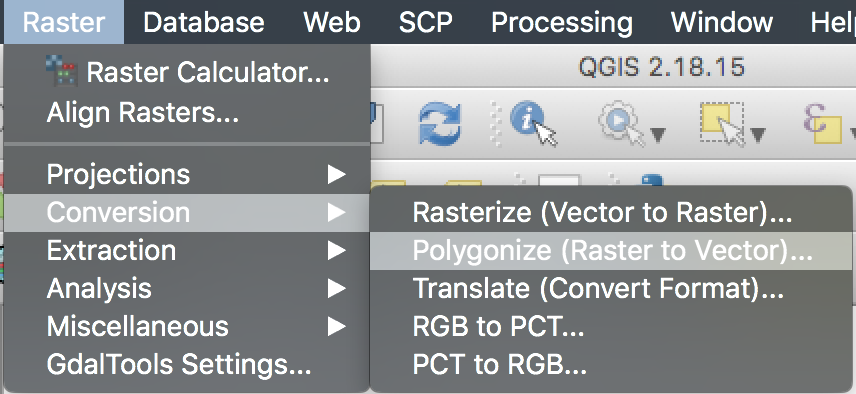 Raster Database Web SCP Processing Window Hel
QGIS 2.18.15
Raster Calculator...
Align Rasters...
Projections
Conversion
Extraction
Analysis
Miscellaneous
GdalTools Settings...
Rasterize (Vector to Raster)...
Polygonize (Raster to Vector)...
Translate (Convert Format)...
RGB to PCT...
PCT to RGB...